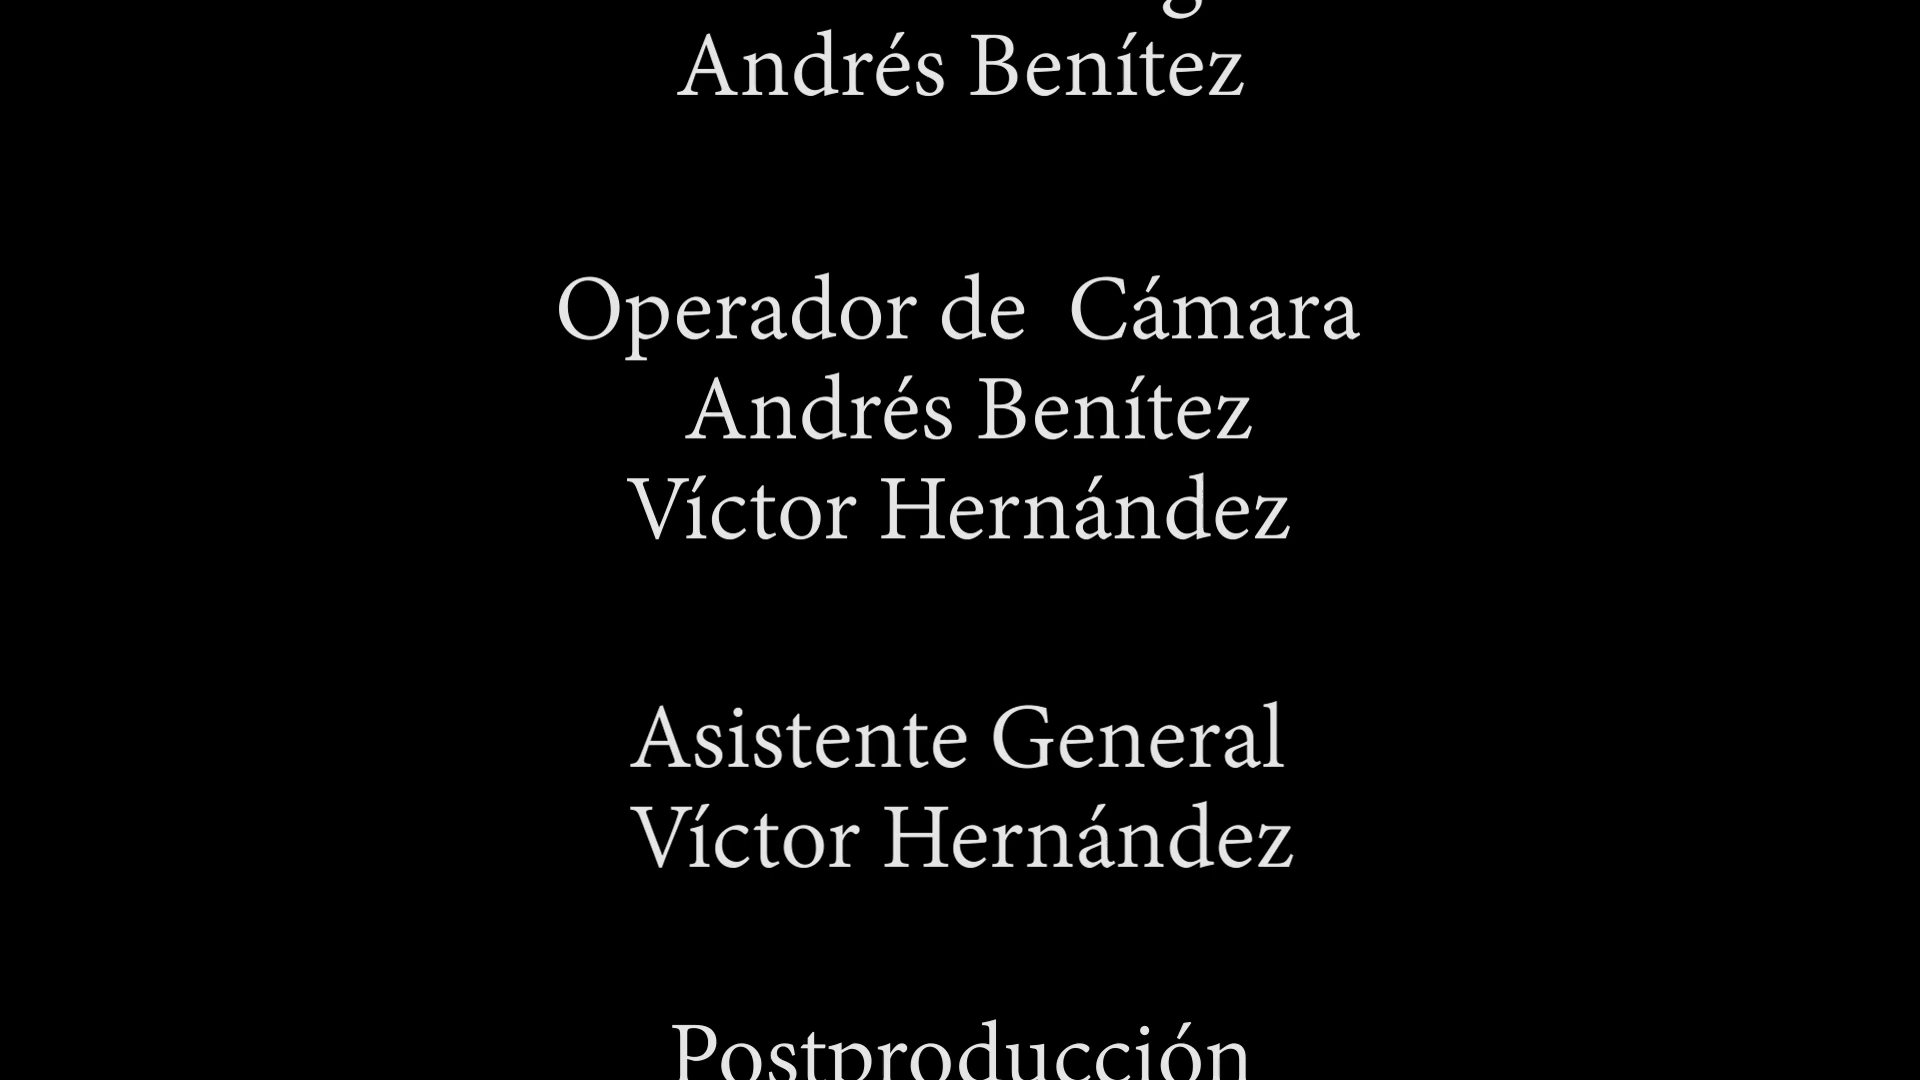 Andrés Benítez
Operador de  Cámara
Andrés Benítez
Víctor Hernández
Asistente General
Víctor Hernández
Postproducción